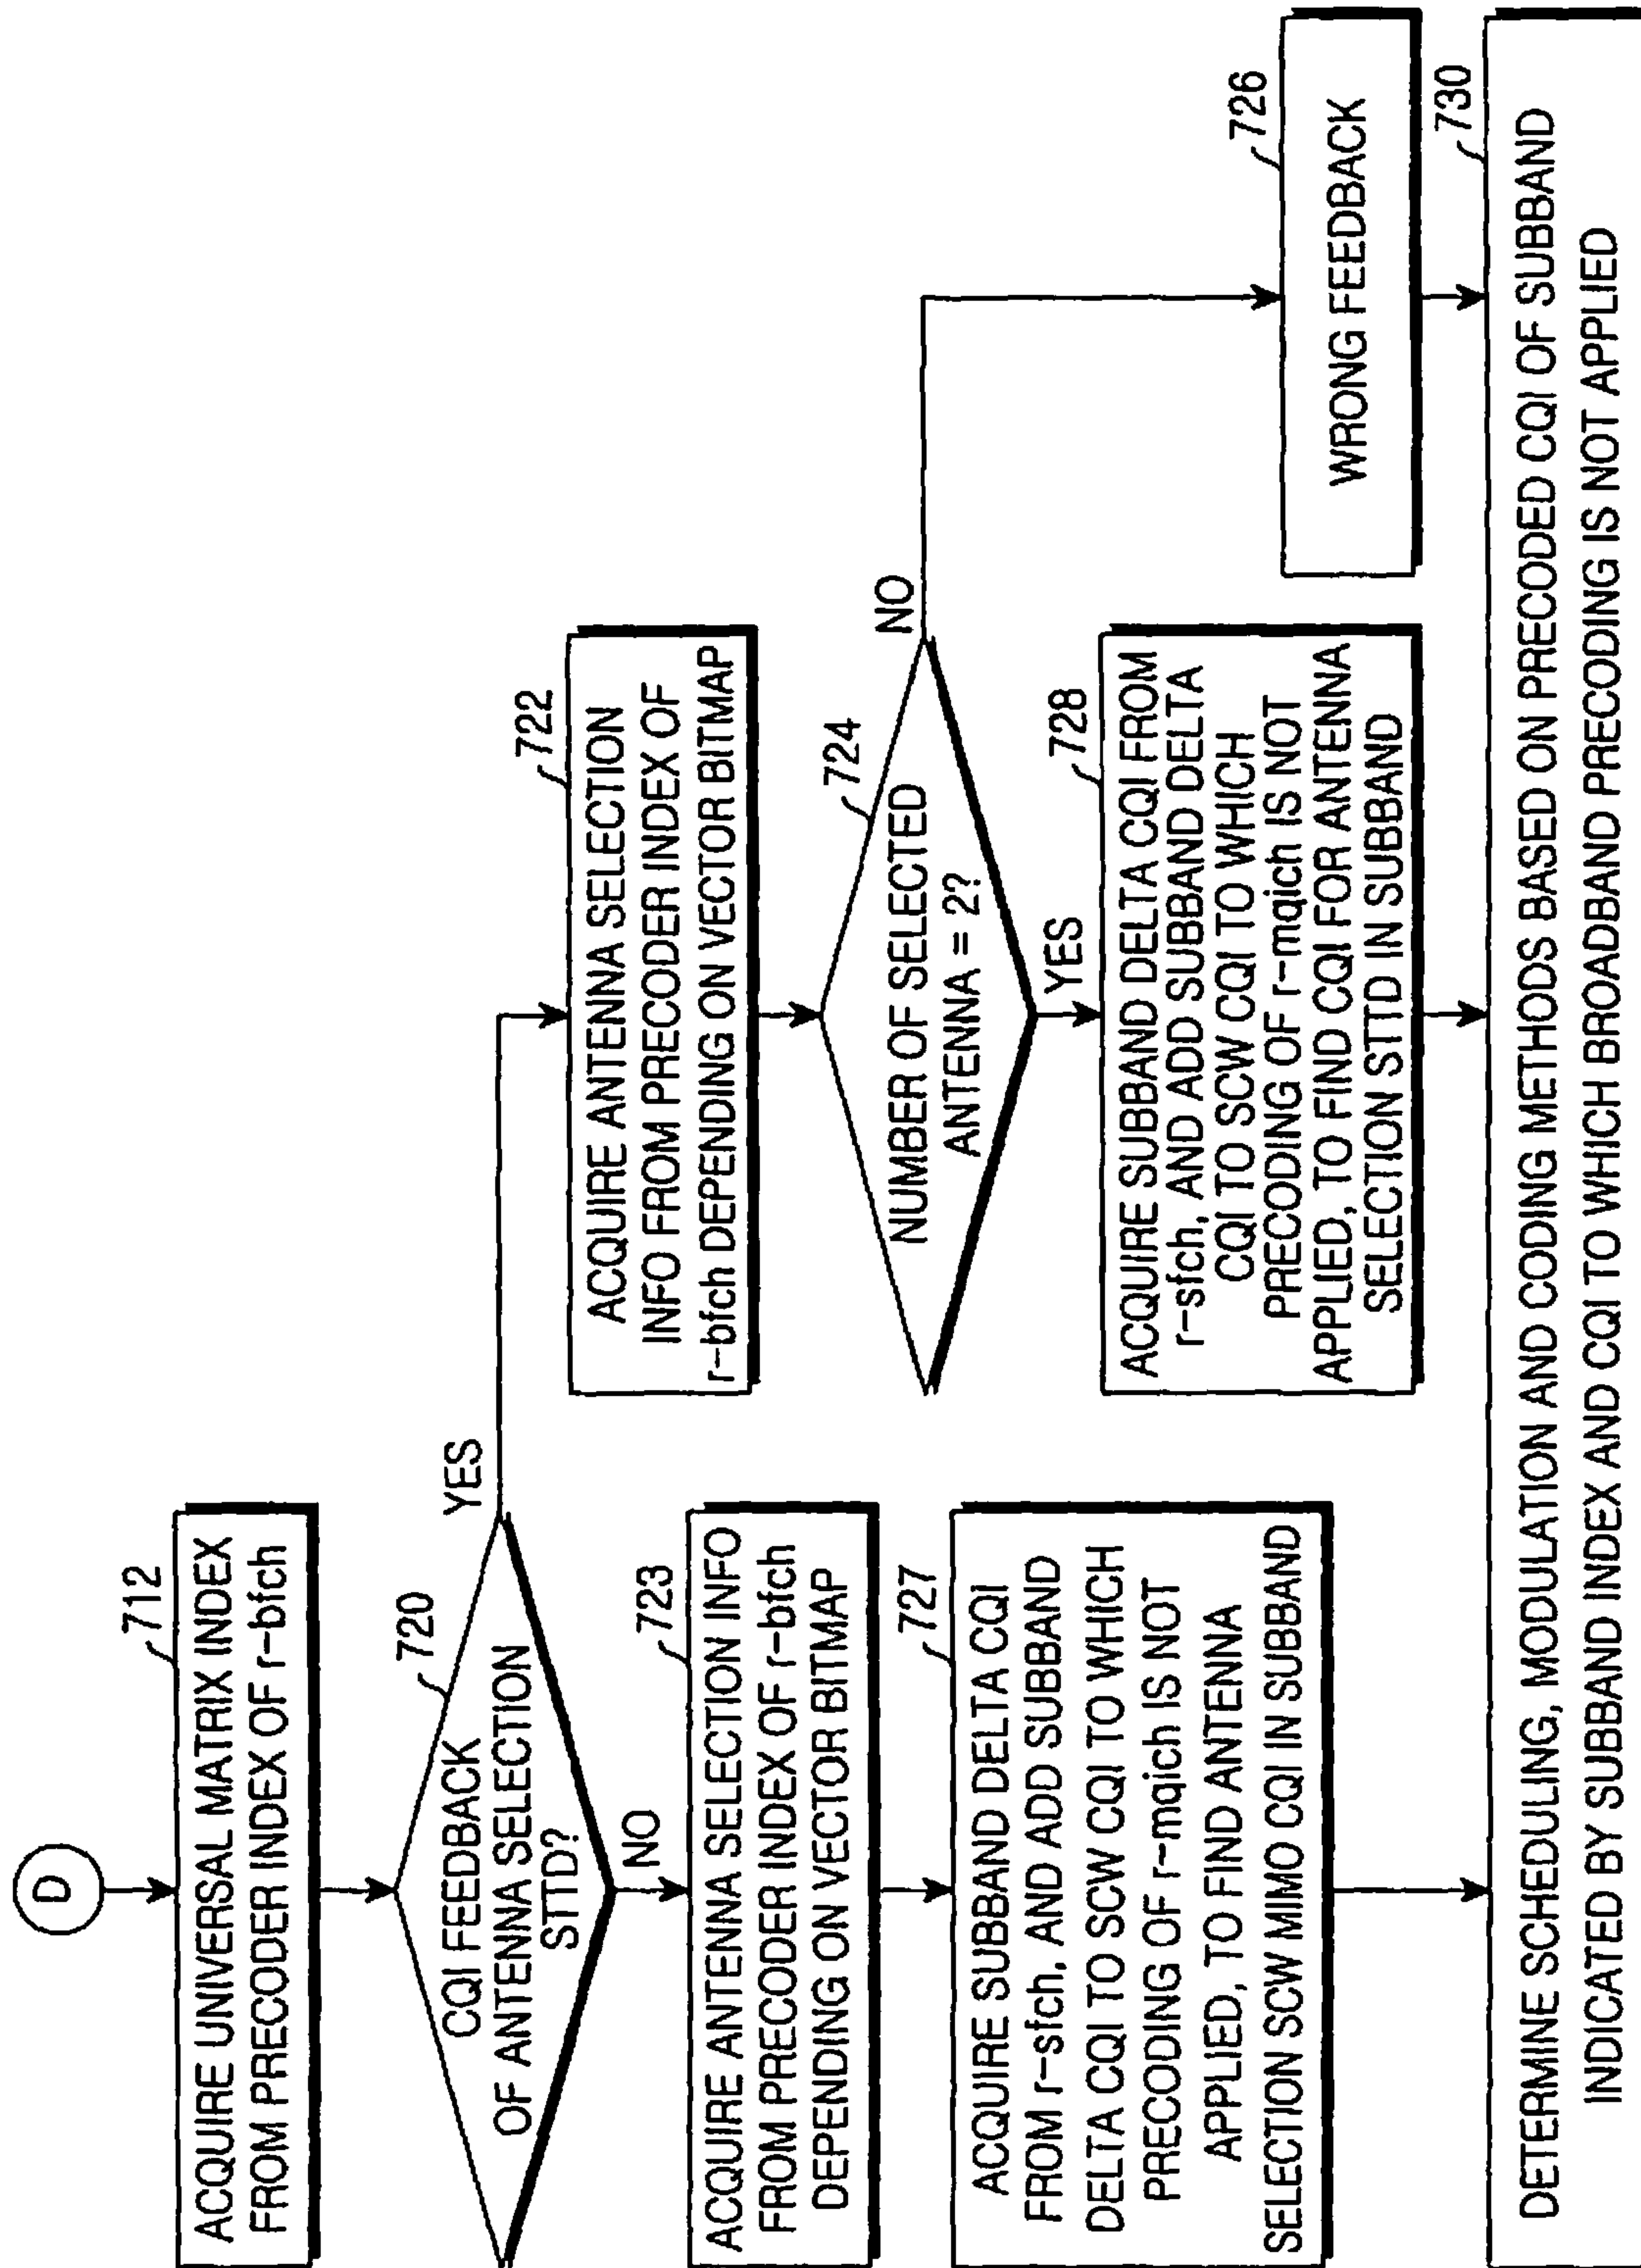 D
712
ACQUIRE UNIVERSAL MATRIX INDEX
FROM PRECODER INDEX OF r-bfch
720
CQI FEEDBACK
OF ANTENNA SELECTION
STTD?
YES
NO
722
ACQUIRE ANTENNA SELECTION
INFO FROM PRECODER INDEX OF
r-bfch DEPENDING ON VECTOR BITMAP
723
ACQUIRE ANTENNA SELECTION INFO
FROM PRECODER INDEX OF r-bfch
DEPENDING ON VECTOR BITMAP
724
NUMBER OF SELECTED
ANTENNA = 2?
NO
YES
727
ACQUIRE SUBBAND DELTA CQI
FROM r-sfch, AND ADD SUBBAND
DELTA CQI TO SCW CQI TO WHICH
PRECODING OF r-mqich IS NOT
APPLIED, TO FIND ANTENNA
SELECTION SCW MIMO CQI IN SUBBAND
728
ACQUIRE SUBBAND DELTA CQI FROM
r-sfch, AND ADD SUBBAND DELTA
CQI TO SCW CQI TO WHICH
PRECODING OF r-mqich IS NOT
APPLIED, TO FIND CQI FOR ANTENNA
SELECTION STTD IN SUBBAND
726
WRONG FEEDBACK
730
DETERMINE SCHEDULING, MODULATION AND CODING METHODS BASED ON PRECODED CQI OF SUBBAND
INDICATED BY SUBBAND INDEX AND CQI TO WHICH BROADBAND PRECODING IS NOT APPLIED